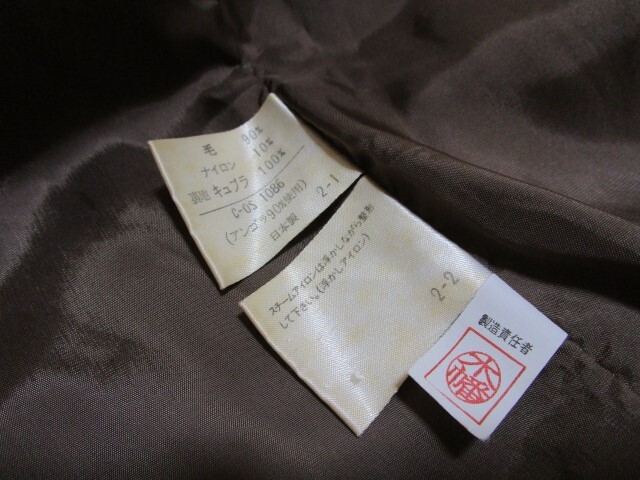 毛 90%
ナイロン 10%
裏地 キュプラ 100%
C-OS 1086
(アンゴラ90%使用)
日本製 2-1
スチームアイロンは浮かしながら整形
して下さい。(浮かしアイロン)
2-2
製造責任者
木幡